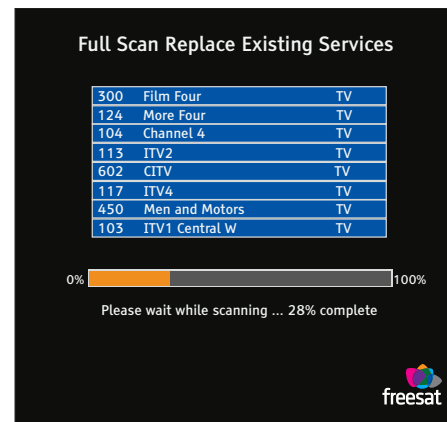 Full Scan Replace Existing Services
300 Film Four TV
124 More Four TV
104 Channel 4 TV
113 ITV2 TV
602 CITV TV
117 ITV4 TV
450 Men and Motors TV
103 ITV1 Central W TV
0% 100%
Please wait while scanning ... 28% complete
freesat